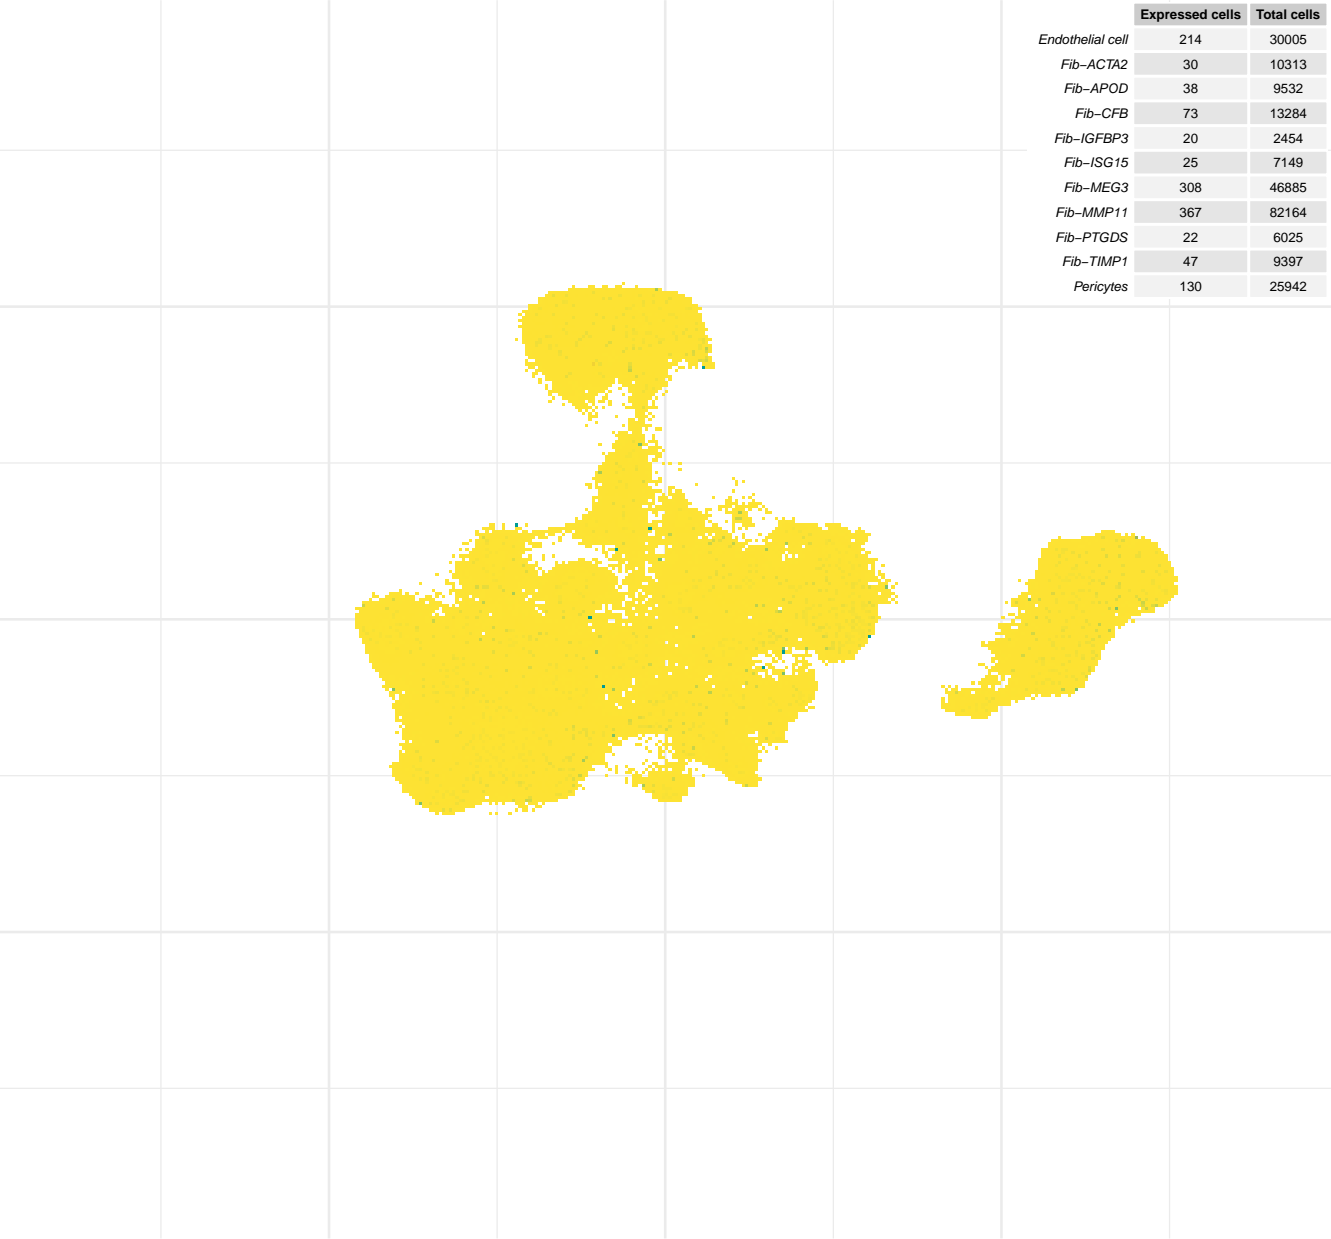 Expressed cells Total cells
Endothelial cell 214 30005
Fib−ACTA2 30 10313
Fib−APOD 38 9532
Fib−CFB 73 13284
Fib−IGFBP3 20 2454
Fib−ISG15 25 7149
Fib−MEG3 308 46885
Fib−MMP11 367 82164
Fib−PTGDS 22 6025
Fib−TIMP1 47 9397
Pericytes 130 25942